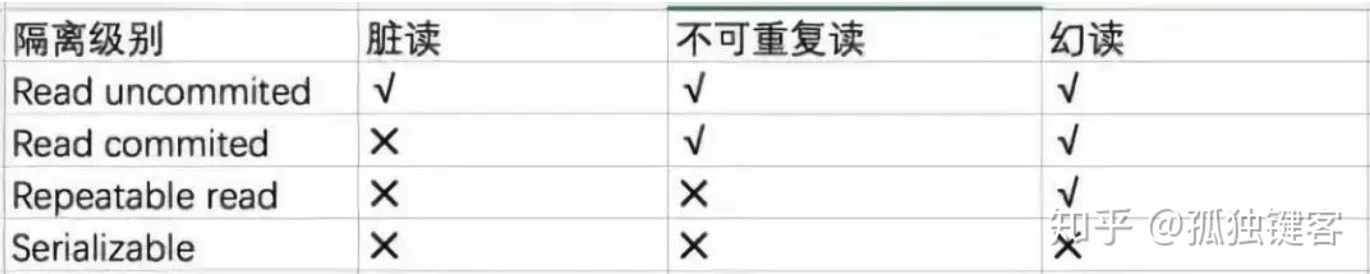 隔离级别 脏读 不可重复读 幻读
Read uncommited √ √ √
Read commited × √ √
Repeatable read × × √
Serializable × × ×
知乎 @孤独键客